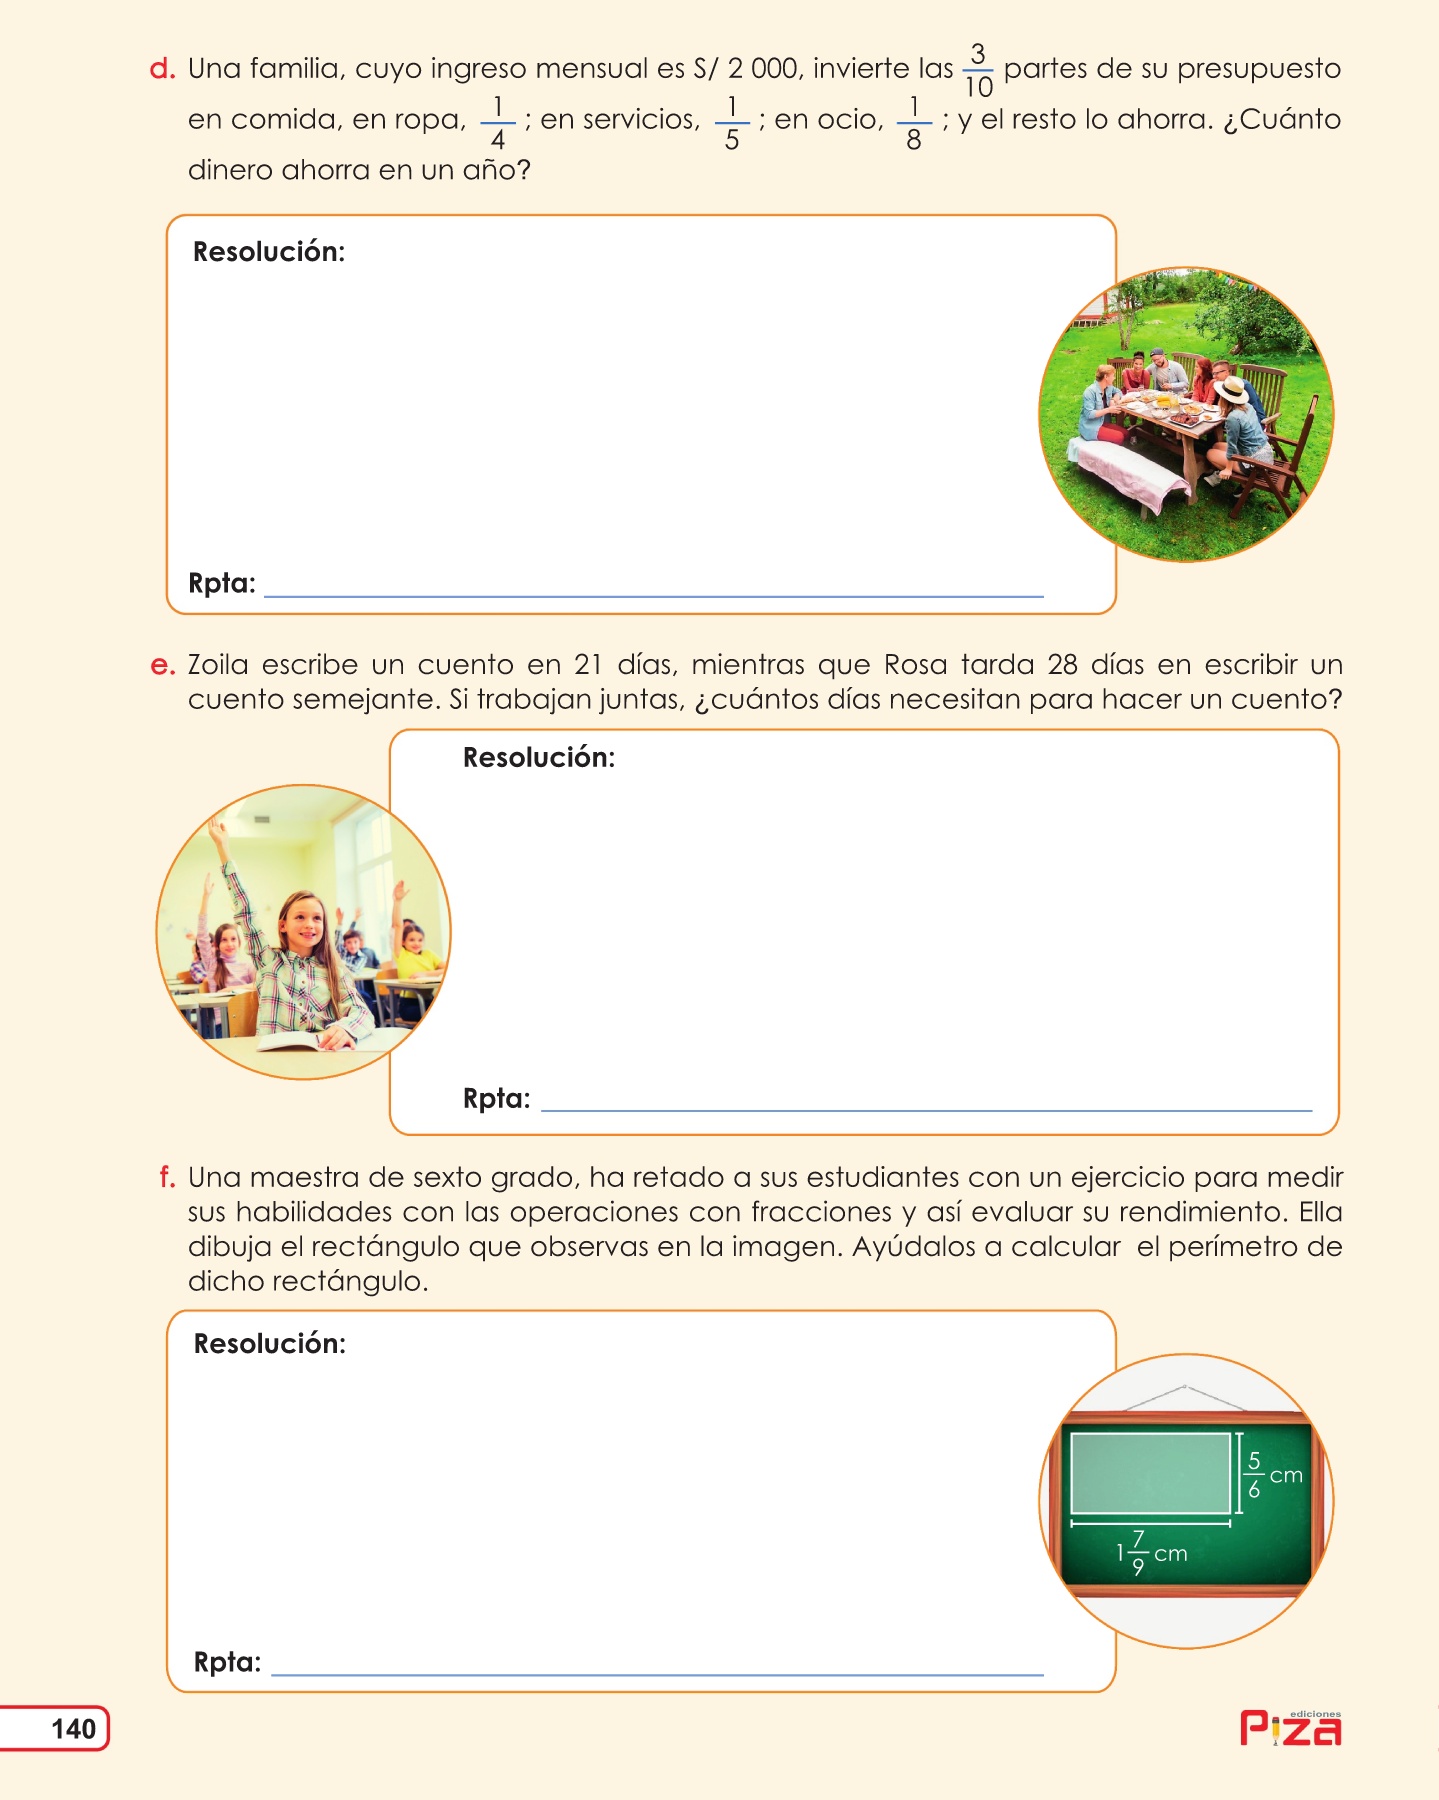 d. Una familia, cuyo ingreso mensual es S/ 2 000, invierte las 3/10 partes de su presupuesto
en comida, en ropa, 1/4 ; en servicios, 1/5 ; en ocio, 1/8 ; y el resto lo ahorra. ¿Cuánto
dinero ahorra en un año?
Resolución:
Rpta:
e. Zoila escribe un cuento en 21 días, mientras que Rosa tarda 28 días en escribir un
cuento semejante. Si trabajan juntas, ¿cuántos días necesitan para hacer un cuento?
Resolución:
Rpta:
f. Una maestra de sexto grado, ha retado a sus estudiantes con un ejercicio para medir
sus habilidades con las operaciones con fracciones y así evaluar su rendimiento. Ella
dibuja el rectángulo que observas en la imagen. Ayúdalos a calcular el perímetro de
dicho rectángulo.
Resolución:
5/6 cm
1 7/9 cm
Rpta:
140
ediciones
Piza